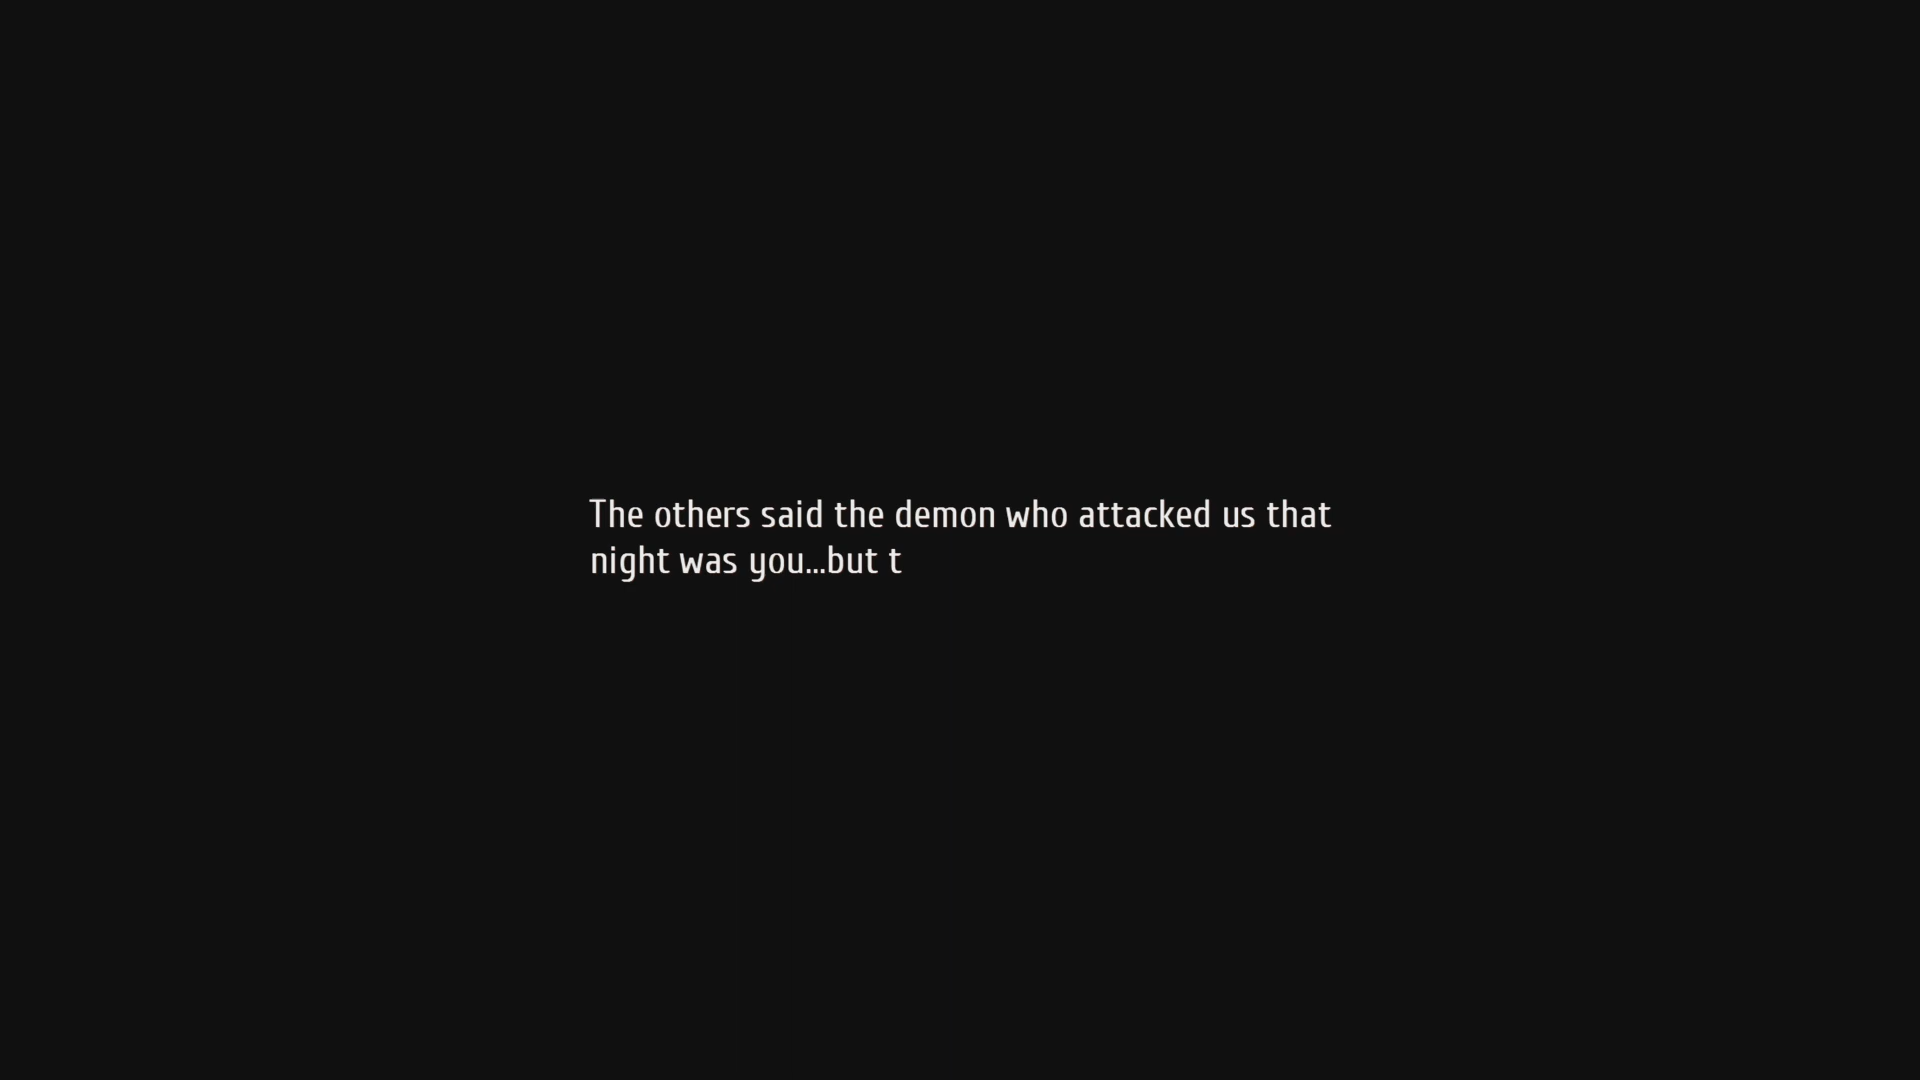 The others said the demon who attacked us that
night was you...but t